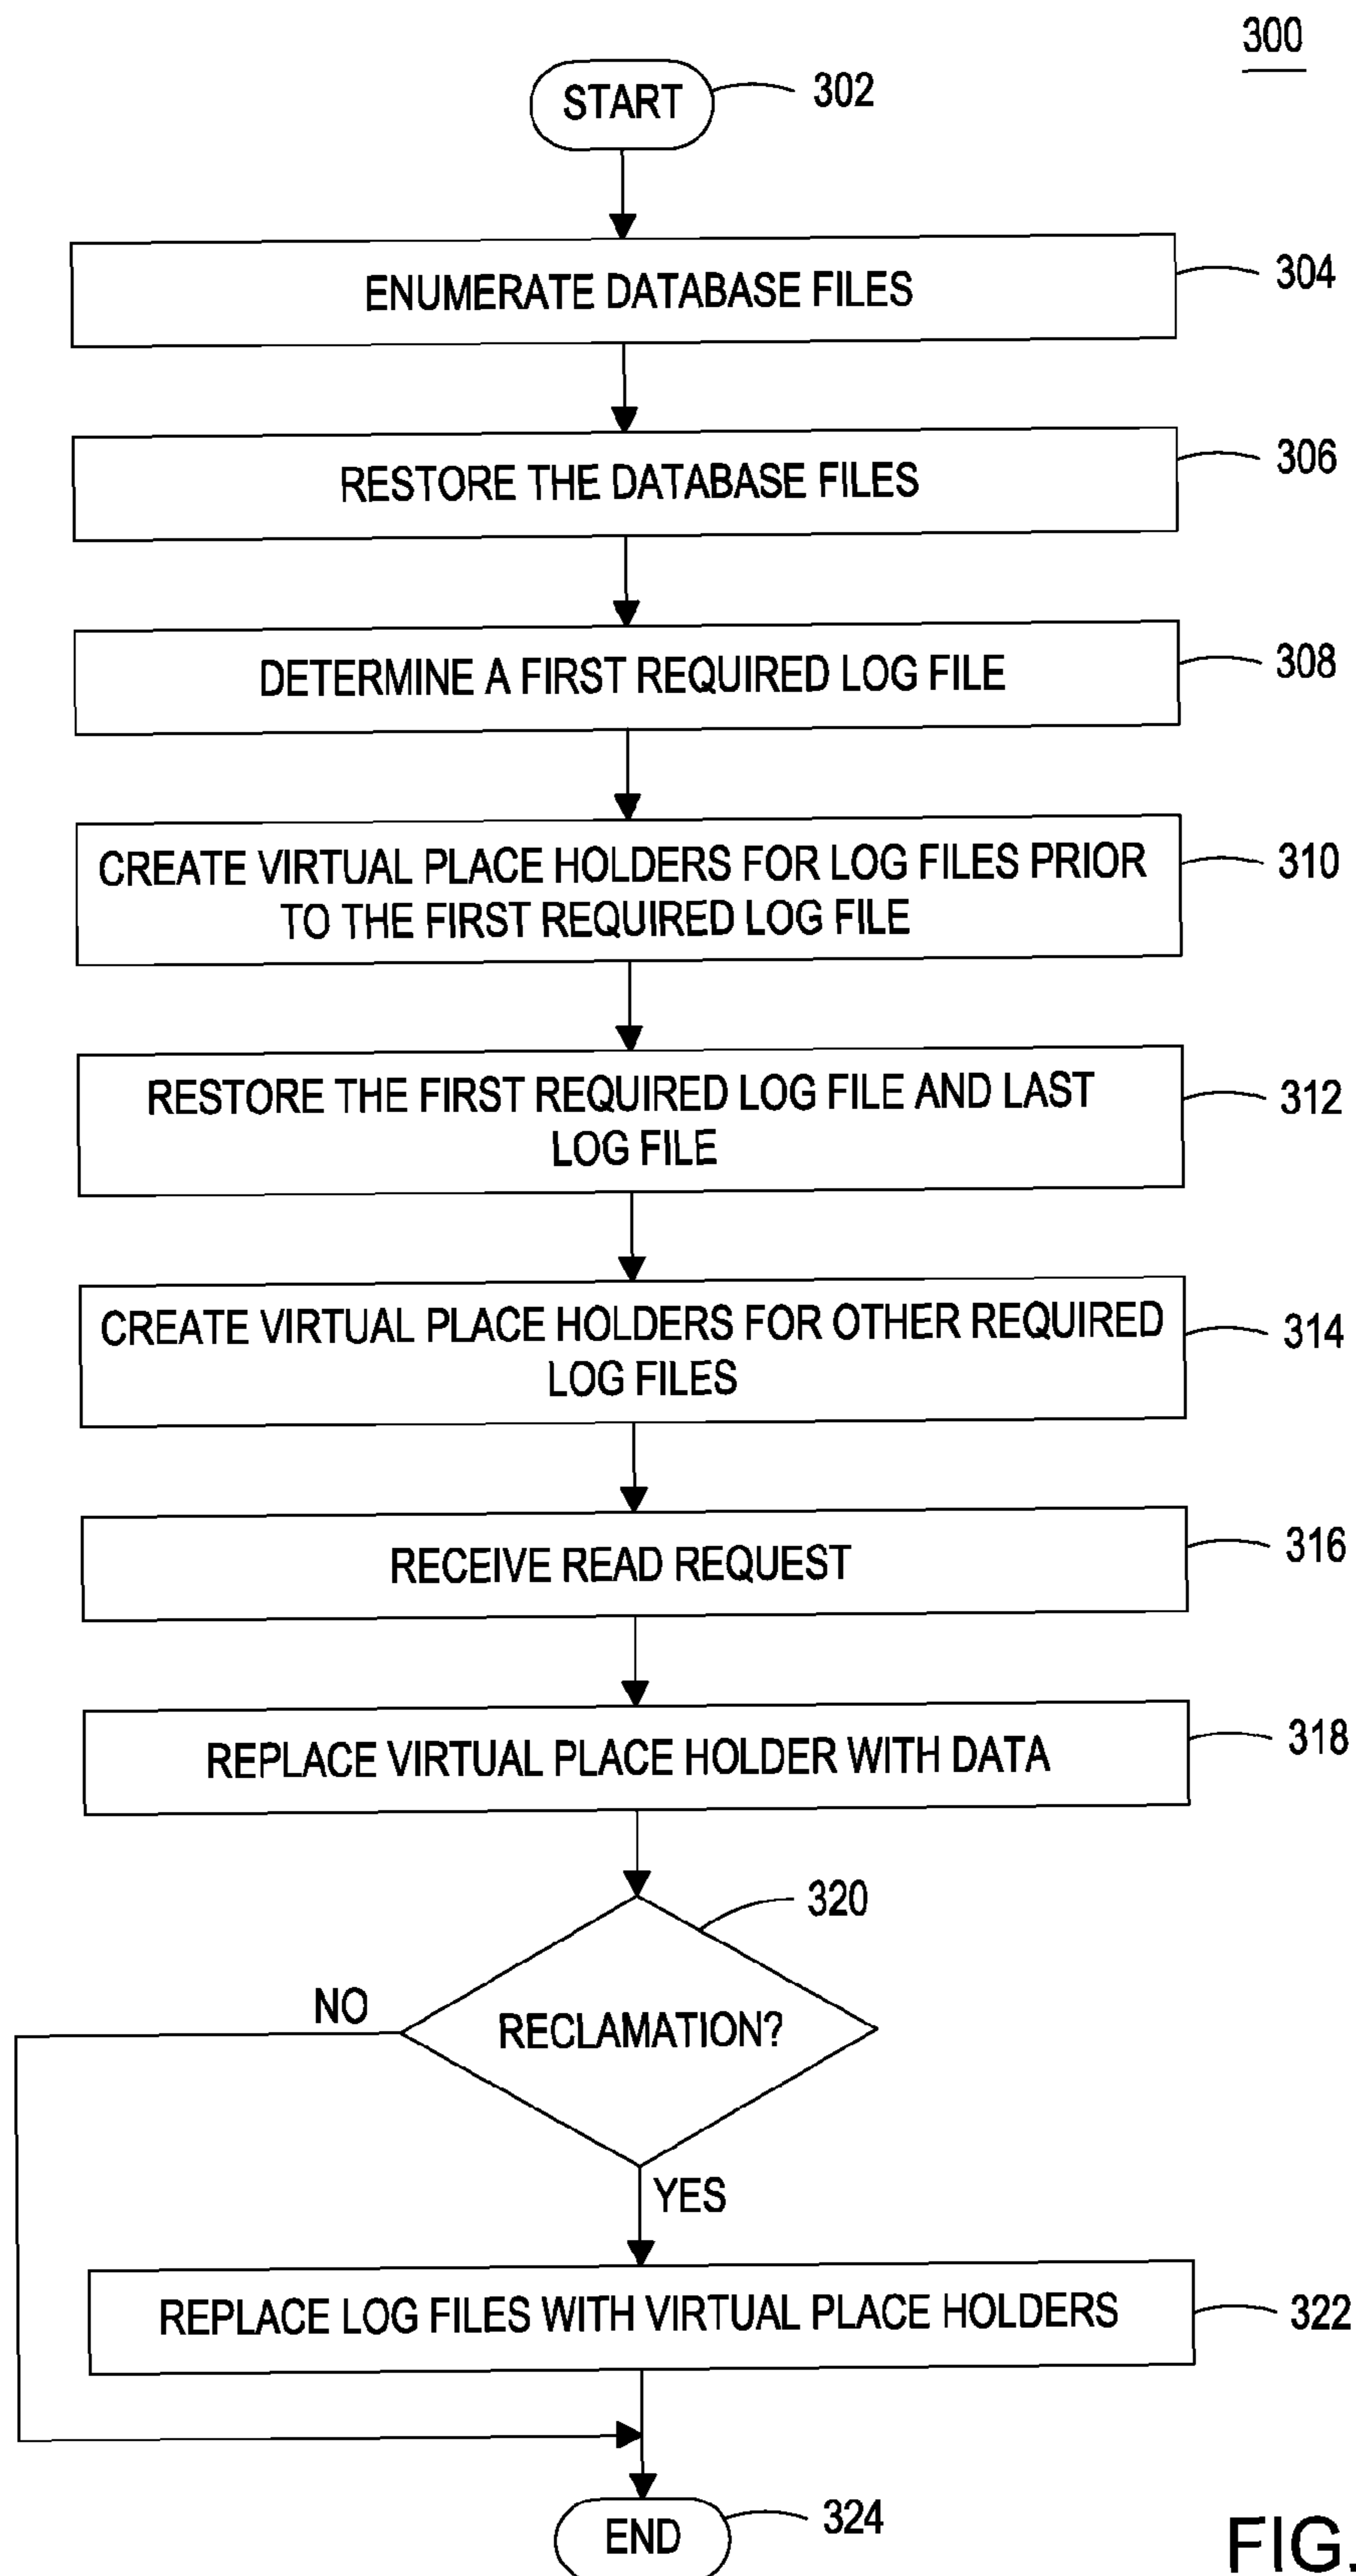 300
START
302
ENUMERATE DATABASE FILES
304
RESTORE THE DATABASE FILES
306
DETERMINE A FIRST REQUIRED LOG FILE
308
CREATE VIRTUAL PLACE HOLDERS FOR LOG FILES PRIOR
TO THE FIRST REQUIRED LOG FILE
310
RESTORE THE FIRST REQUIRED LOG FILE AND LAST
LOG FILE
312
CREATE VIRTUAL PLACE HOLDERS FOR OTHER REQUIRED
LOG FILES
314
RECEIVE READ REQUEST
316
REPLACE VIRTUAL PLACE HOLDER WITH DATA
318
320
NO
RECLAMATION?
YES
REPLACE LOG FILES WITH VIRTUAL PLACE HOLDERS
322
END
324
FIG.